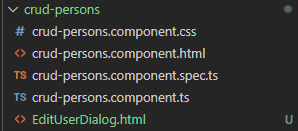 crud-persons
# crud-persons.component.css
<> crud-persons.component.html
TS crud-persons.component.spec.ts
TS crud-persons.component.ts
<> EditUserDialog.html U